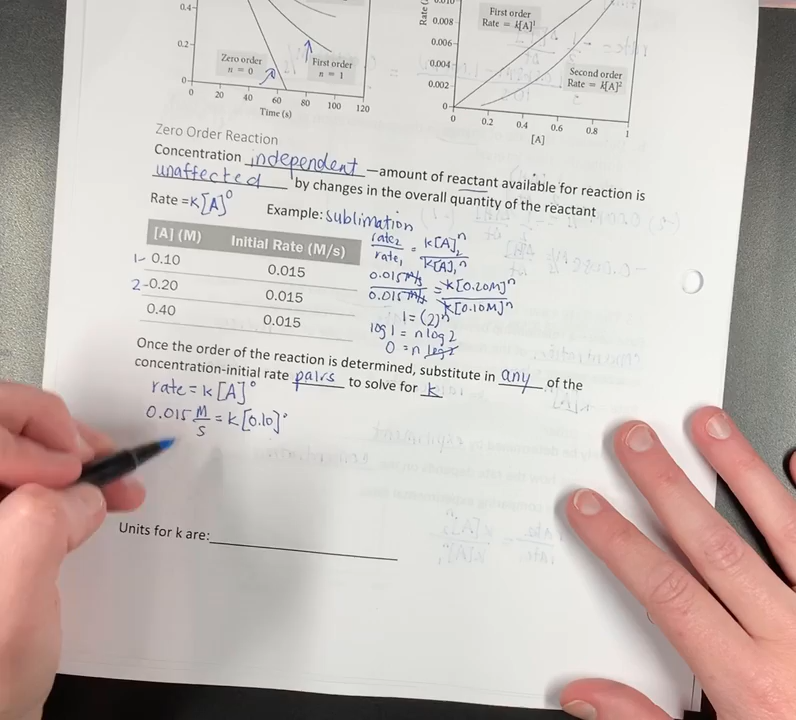 0.4
0.2
0
0 20 40 60 80 100 120
Time (s)
Zero order
n = 0
First order
n = 1
Rate (
0.010
0.008
0.006
0.004
0.002
0
0 0.2 0.4 0.6 0.8 1
[A]
First order
Rate = k[A]¹
Second order
Rate = k[A]²
Zero Order Reaction
Concentration independent —amount of reactant available for reaction is
unaffected by changes in the overall quantity of the reactant
Rate = K[A]⁰
Example: sublimation
[A] (M) Initial Rate (M/s)
1- 0.10 0.015
2- 0.20 0.015
0.40 0.015
rate₂/rate₁ = K[A]₂ⁿ/K[A]₁ⁿ
0.015 M/s / 0.015 M/s = K[0.20M]ⁿ/K[0.10M]ⁿ
1 = (2)ⁿ
log 1 = n log 2
0 = n log 2
Once the order of the reaction is determined, substitute in any of the
concentration-initial rate pairs to solve for k
rate = K[A]⁰
0.015 M/s = K[0.10]⁰
Units for k are: